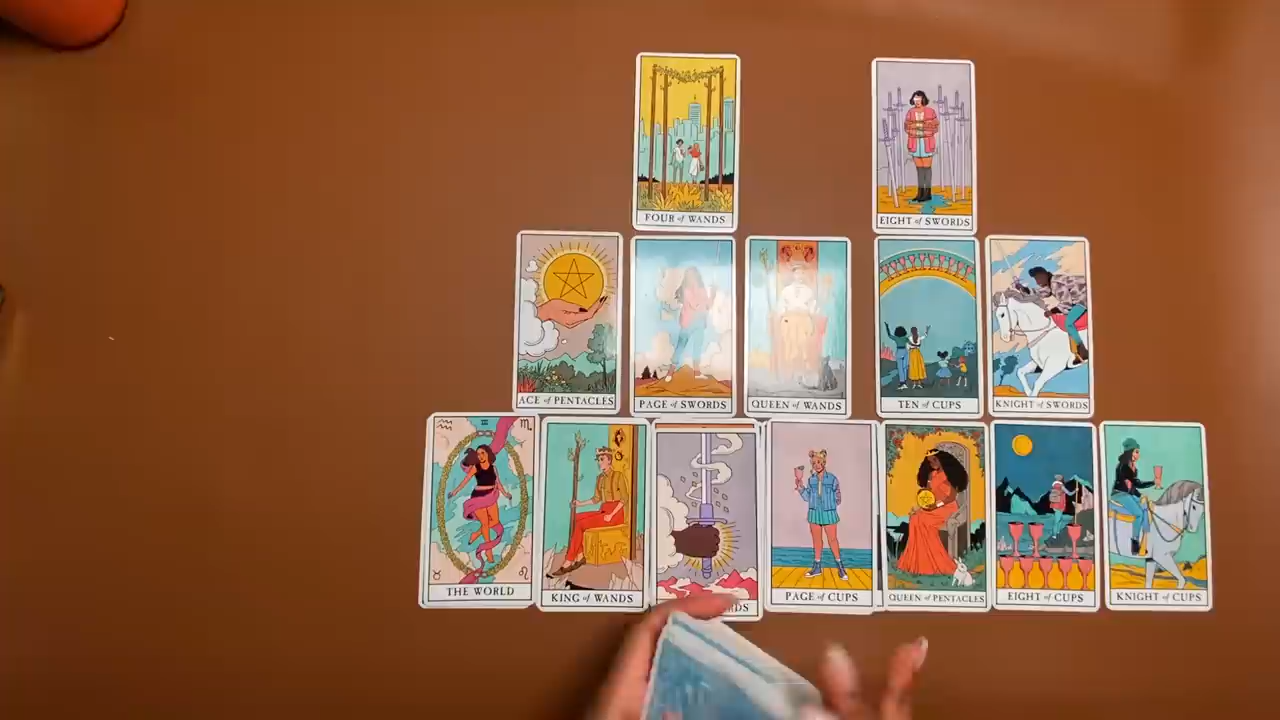 FOUR of WANDS
EIGHT of SWORDS
ACE of PENTACLES
PAGE of SWORDS
QUEEN of WANDS
TEN of CUPS
KNIGHT of SWORDS
III
THE WORLD
KING of WANDS
RDS
PAGE of CUPS
QUEEN of PENTACLES
EIGHT of CUPS
KNIGHT of CUPS